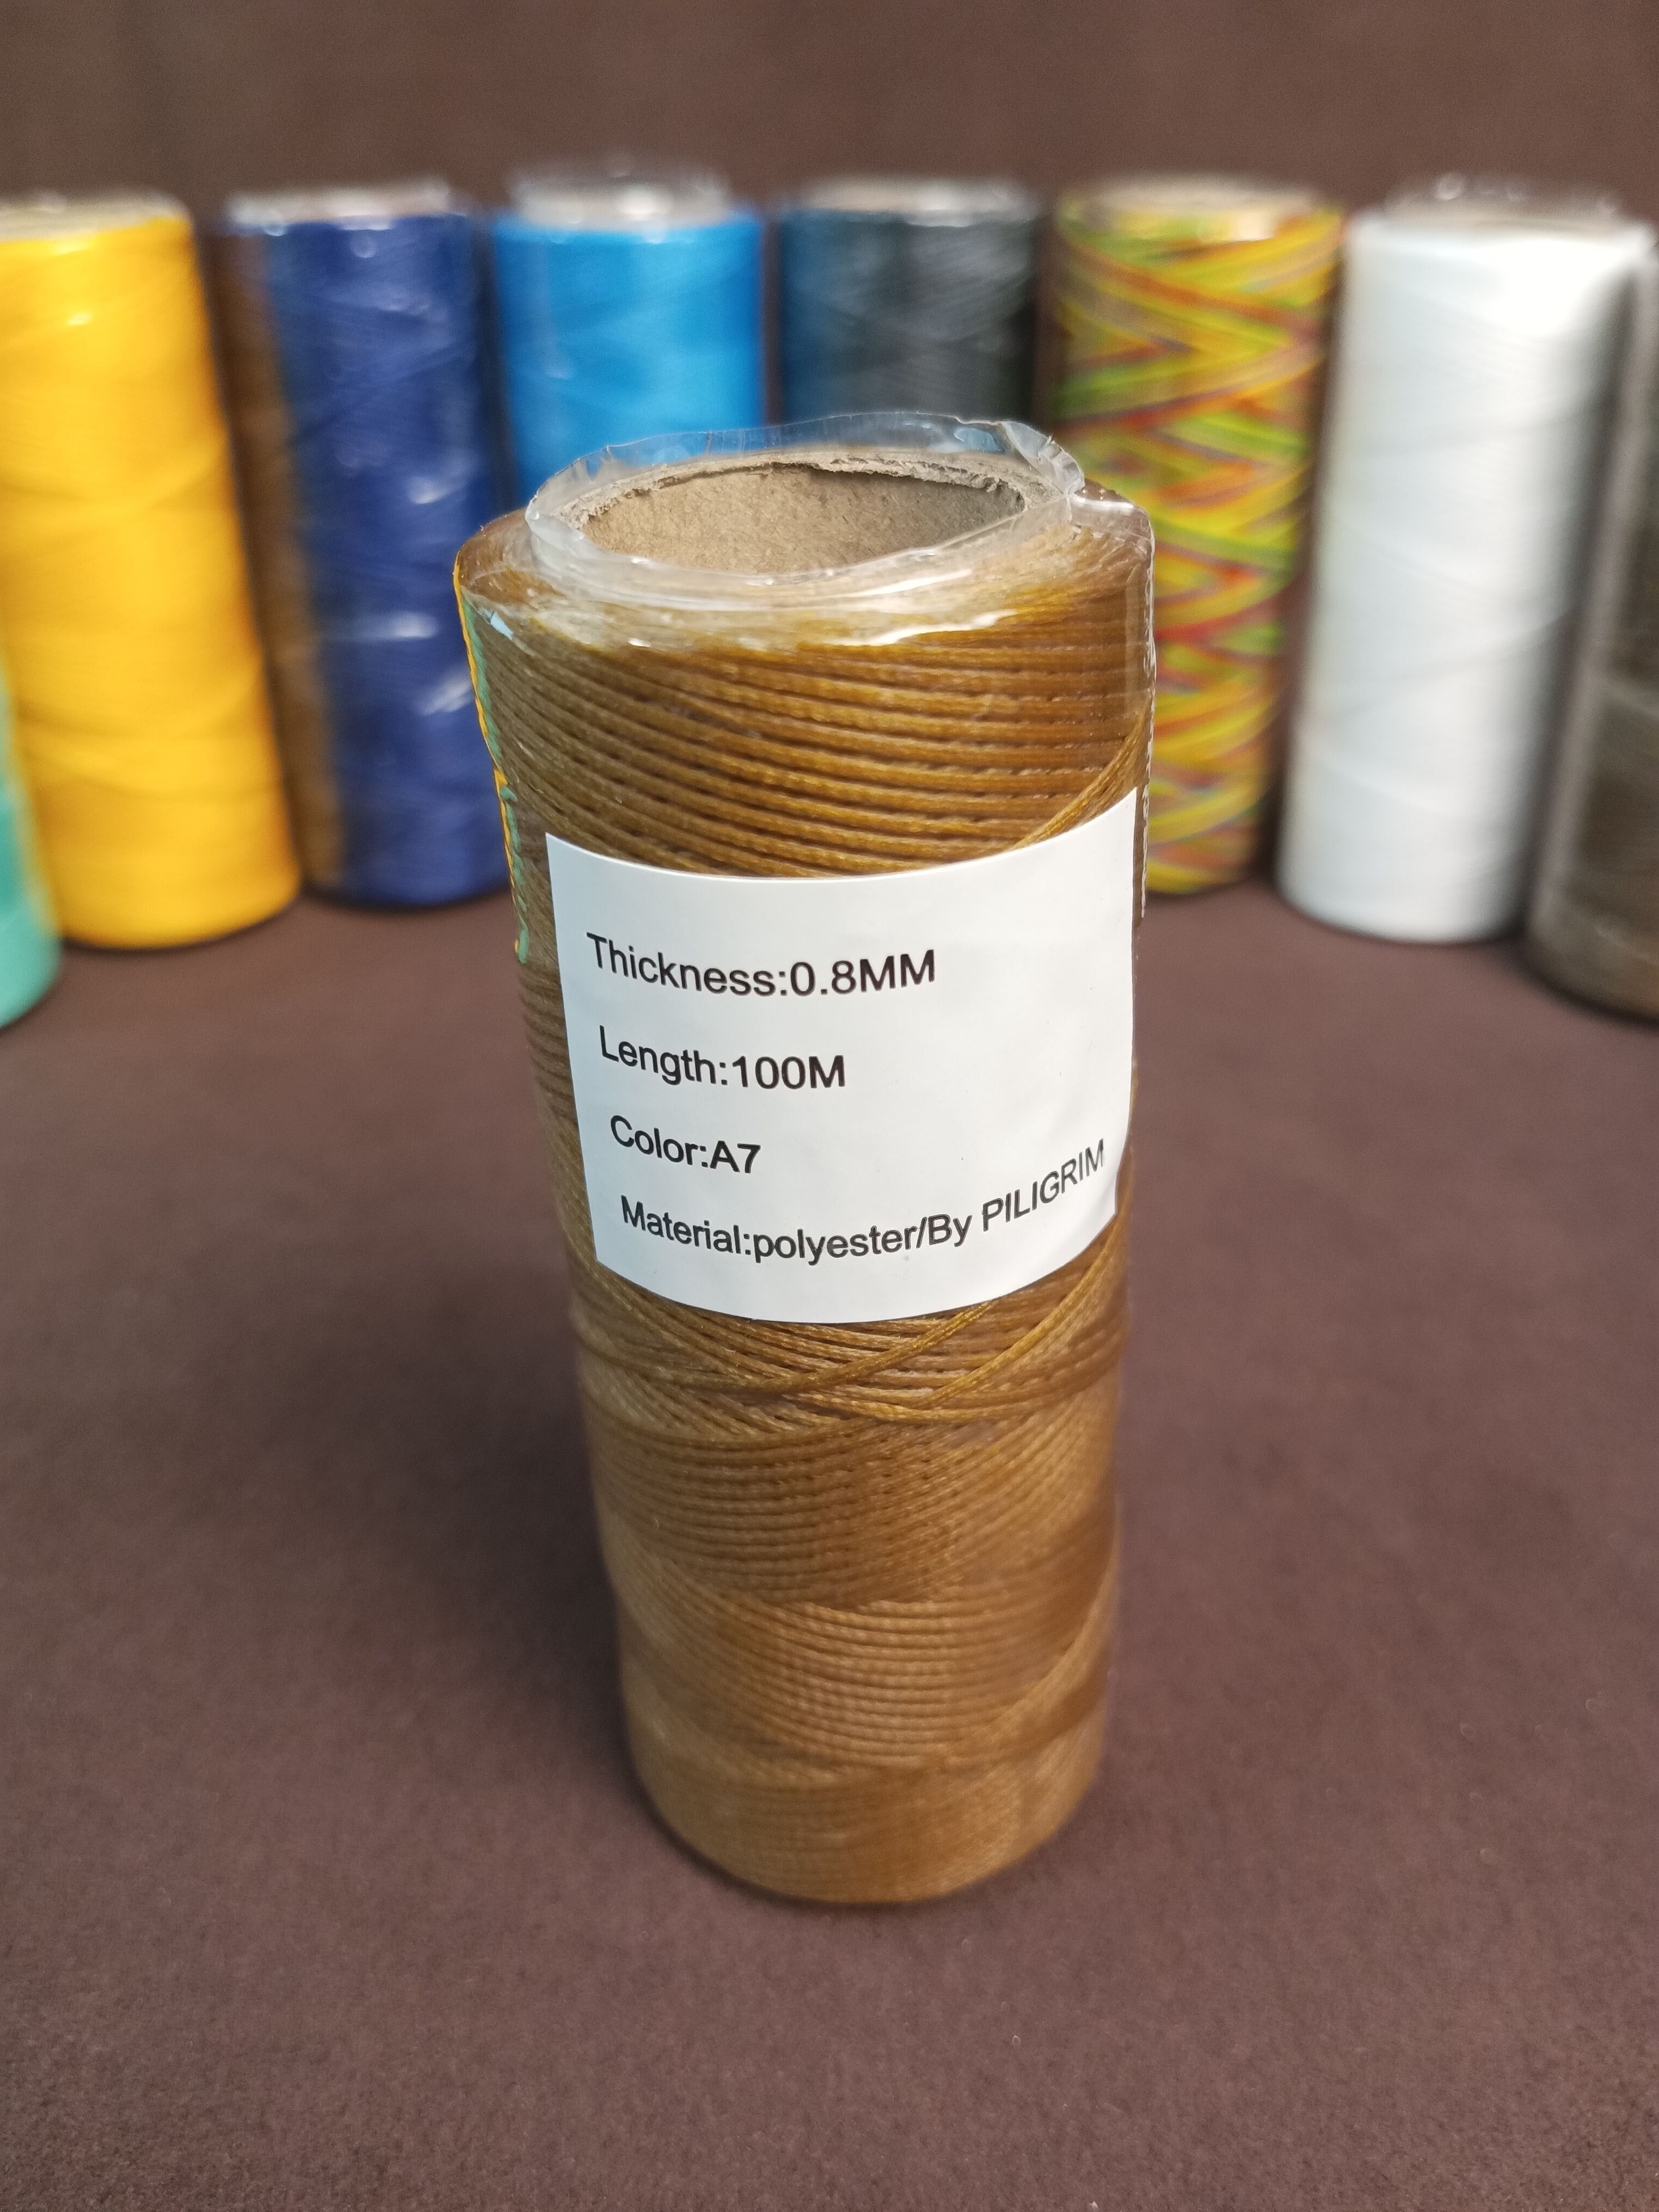 Thickness:0.8MM
Length:100M
Color:A7
Material:polyester/By PILIGRIM